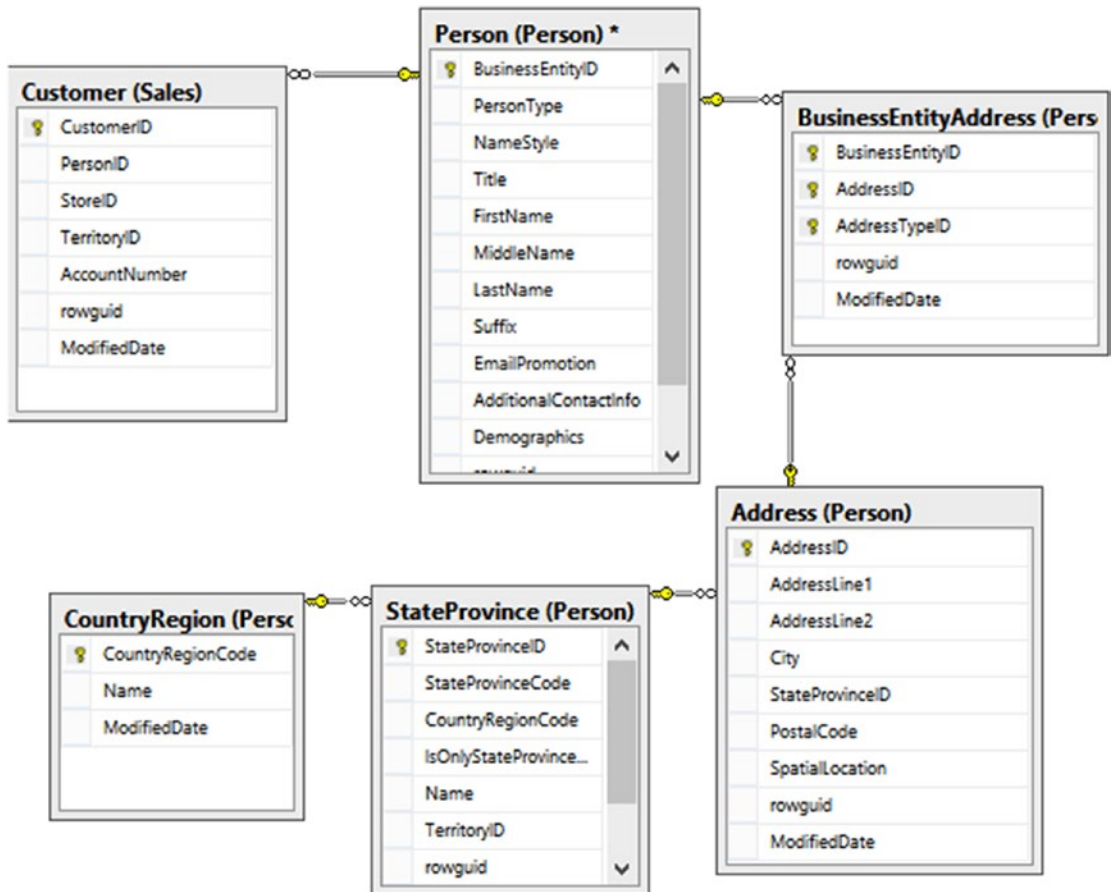 Customer (Sales)
CustomerID
PersonID
StoreID
TerritoryID
AccountNumber
rowguid
ModifiedDate
Person (Person) *
BusinessEntityID
PersonType
NameStyle
Title
FirstName
MiddleName
LastName
Suffix
EmailPromotion
AdditionalContactInfo
Demographics
rowguid
BusinessEntityAddress (Pers
BusinessEntityID
AddressID
AddressTypeID
rowguid
ModifiedDate
CountryRegion (Perso
CountryRegionCode
Name
ModifiedDate
StateProvince (Person)
StateProvinceID
StateProvinceCode
CountryRegionCode
IsOnlyStateProvince...
Name
TerritoryID
rowguid
Address (Person)
AddressID
AddressLine1
AddressLine2
City
StateProvinceID
PostalCode
SpatialLocation
rowguid
ModifiedDate